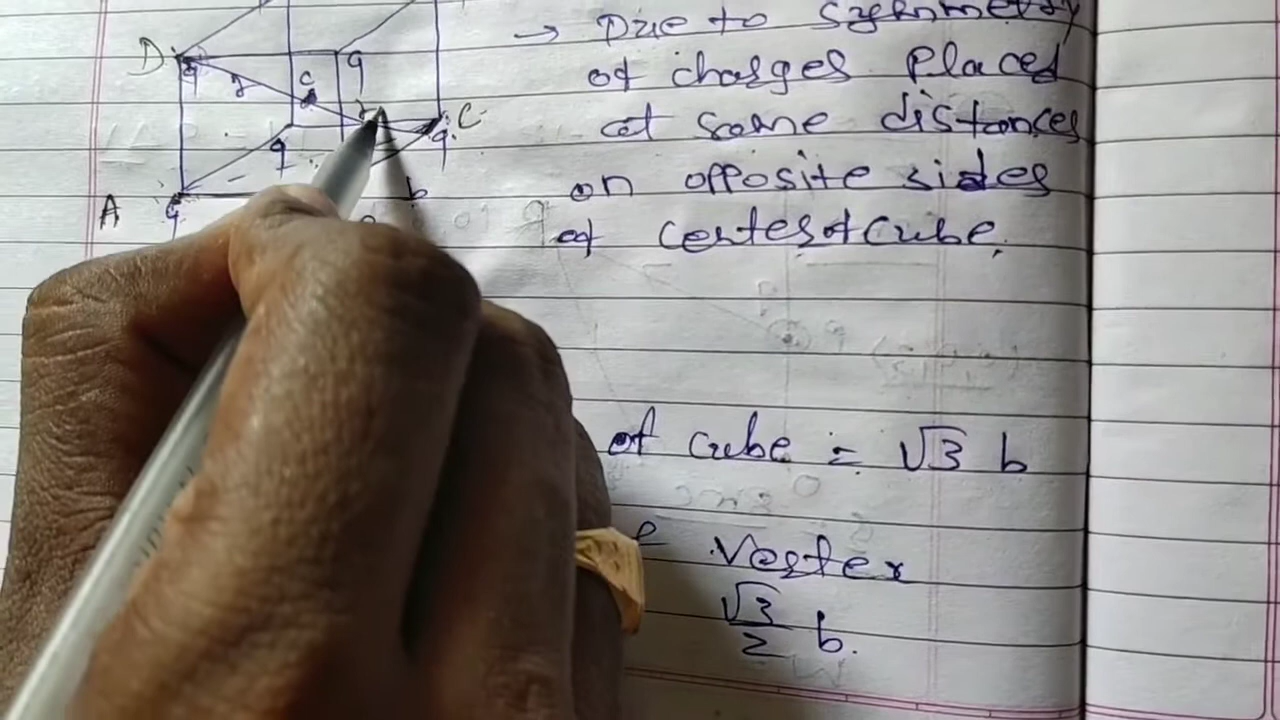 → Due to Symmetry
of charges Placed
at same distances
on opposite sides
of center of cube.
D
q
r
c
q
r
C
q
q
A
q
b
of cube = √3 b
Vertex
√3/2 b.